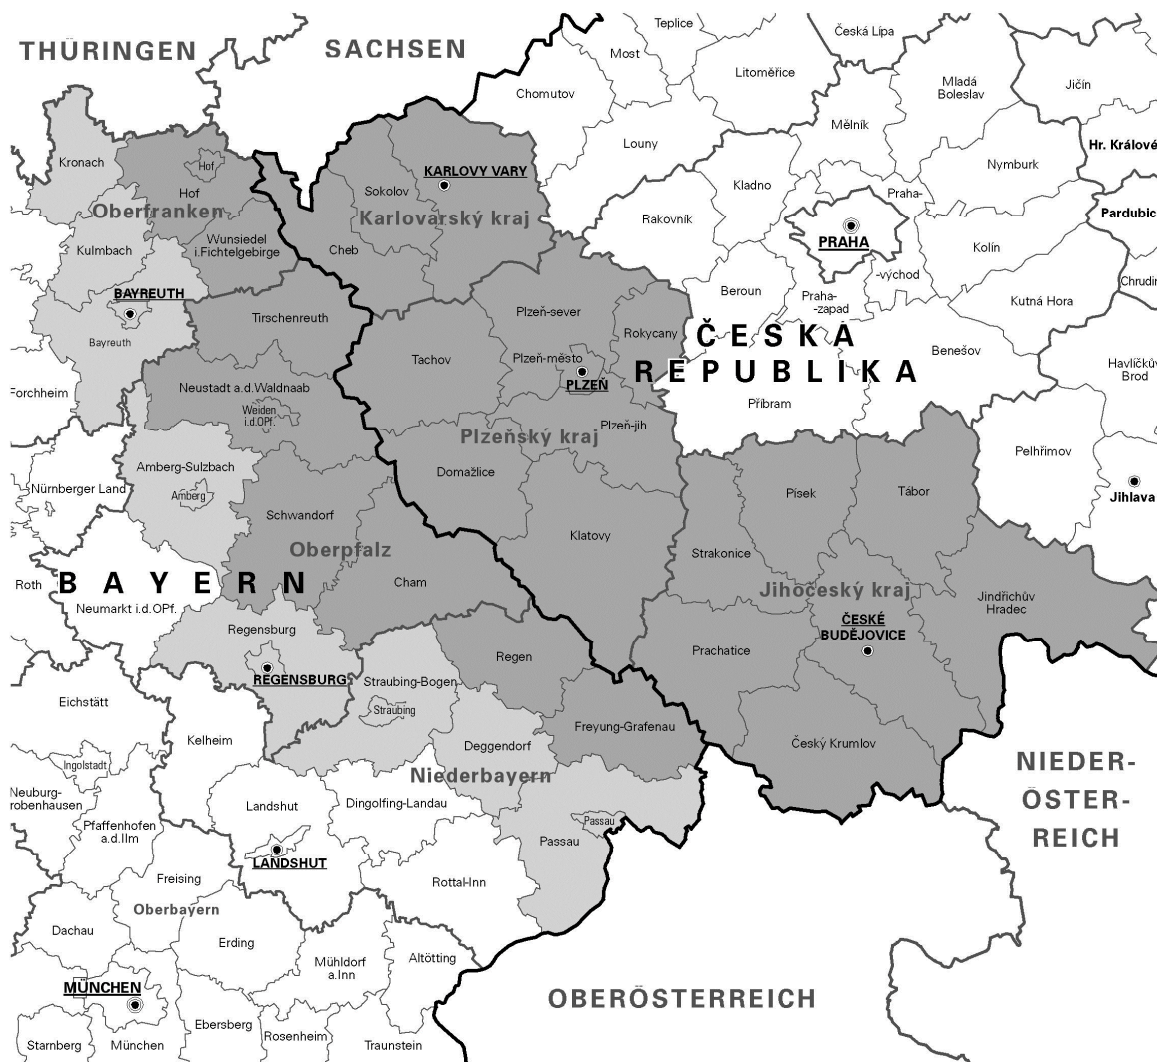 THÜRINGEN
SACHSEN
Teplice
Česká Lípa
Most
Litoměřice
Chomutov
Mladá
Boleslav
Jičín
Mělník
Louny
Hr. Králové
Kronach
Hof
Hof
KARLOVY VARY
Sokolov
Nymburk
Kladno
Praha-
Rakovník
Oberfranken
Karlovarský kraj
Pardubic
PRAHA
Kulmbach
Wunsiedel
i.Fichtelgebirge
Cheb
Kolín
-východ
BAYREUTH
Beroun
Praha-
-zapad
Kutná Hora
Chrudin
Tirschenreuth
Plzeň-sever
Rokycany
Bayreuth
ČESKÁ
REPUBLIKA
Benešov
Tachov
Plzeň-město
PLZEŇ
Havlíčkův
Brod
Forchheim
Neustadt a.d.Waldnaab
Weiden
i.d.OPf.
Příbram
Plzeň-jih
Plzeňský kraj
Pelhřimov
Amberg-Sulzbach
Domažlice
Nürnberger Land
Amberg
Písek
Tábor
Jihlava
Schwandorf
Klatovy
Oberpfalz
Strakonice
Roth
BAYERN
Cham
Jihočeský kraj
Jindřichův
Hradec
Neumarkt i.d.OPf.
ČESKÉ
BUDĚJOVICE
Regensburg
Regen
Prachatice
REGENSBURG
Straubing-Bogen
Eichstätt
Straubing
Freyung-Grafenau
Kelheim
Deggendorf
Český Krumlov
Ingolstadt
Niederbayern
NIEDER-
ÖSTER-
REICH
Neuburg-
robenhausen
Landshut
Dingolfing-Landau
Pfaffenhofen
a.d.Ilm
Passau
Passau
LANDSHUT
Freising
Rottal-Inn
Oberbayern
Dachau
Erding
Mühldorf
a.Inn
Altötting
MÜNCHEN
OBERÖSTERREICH
Ebersberg
Rosenheim
Starnberg
München
Traunstein